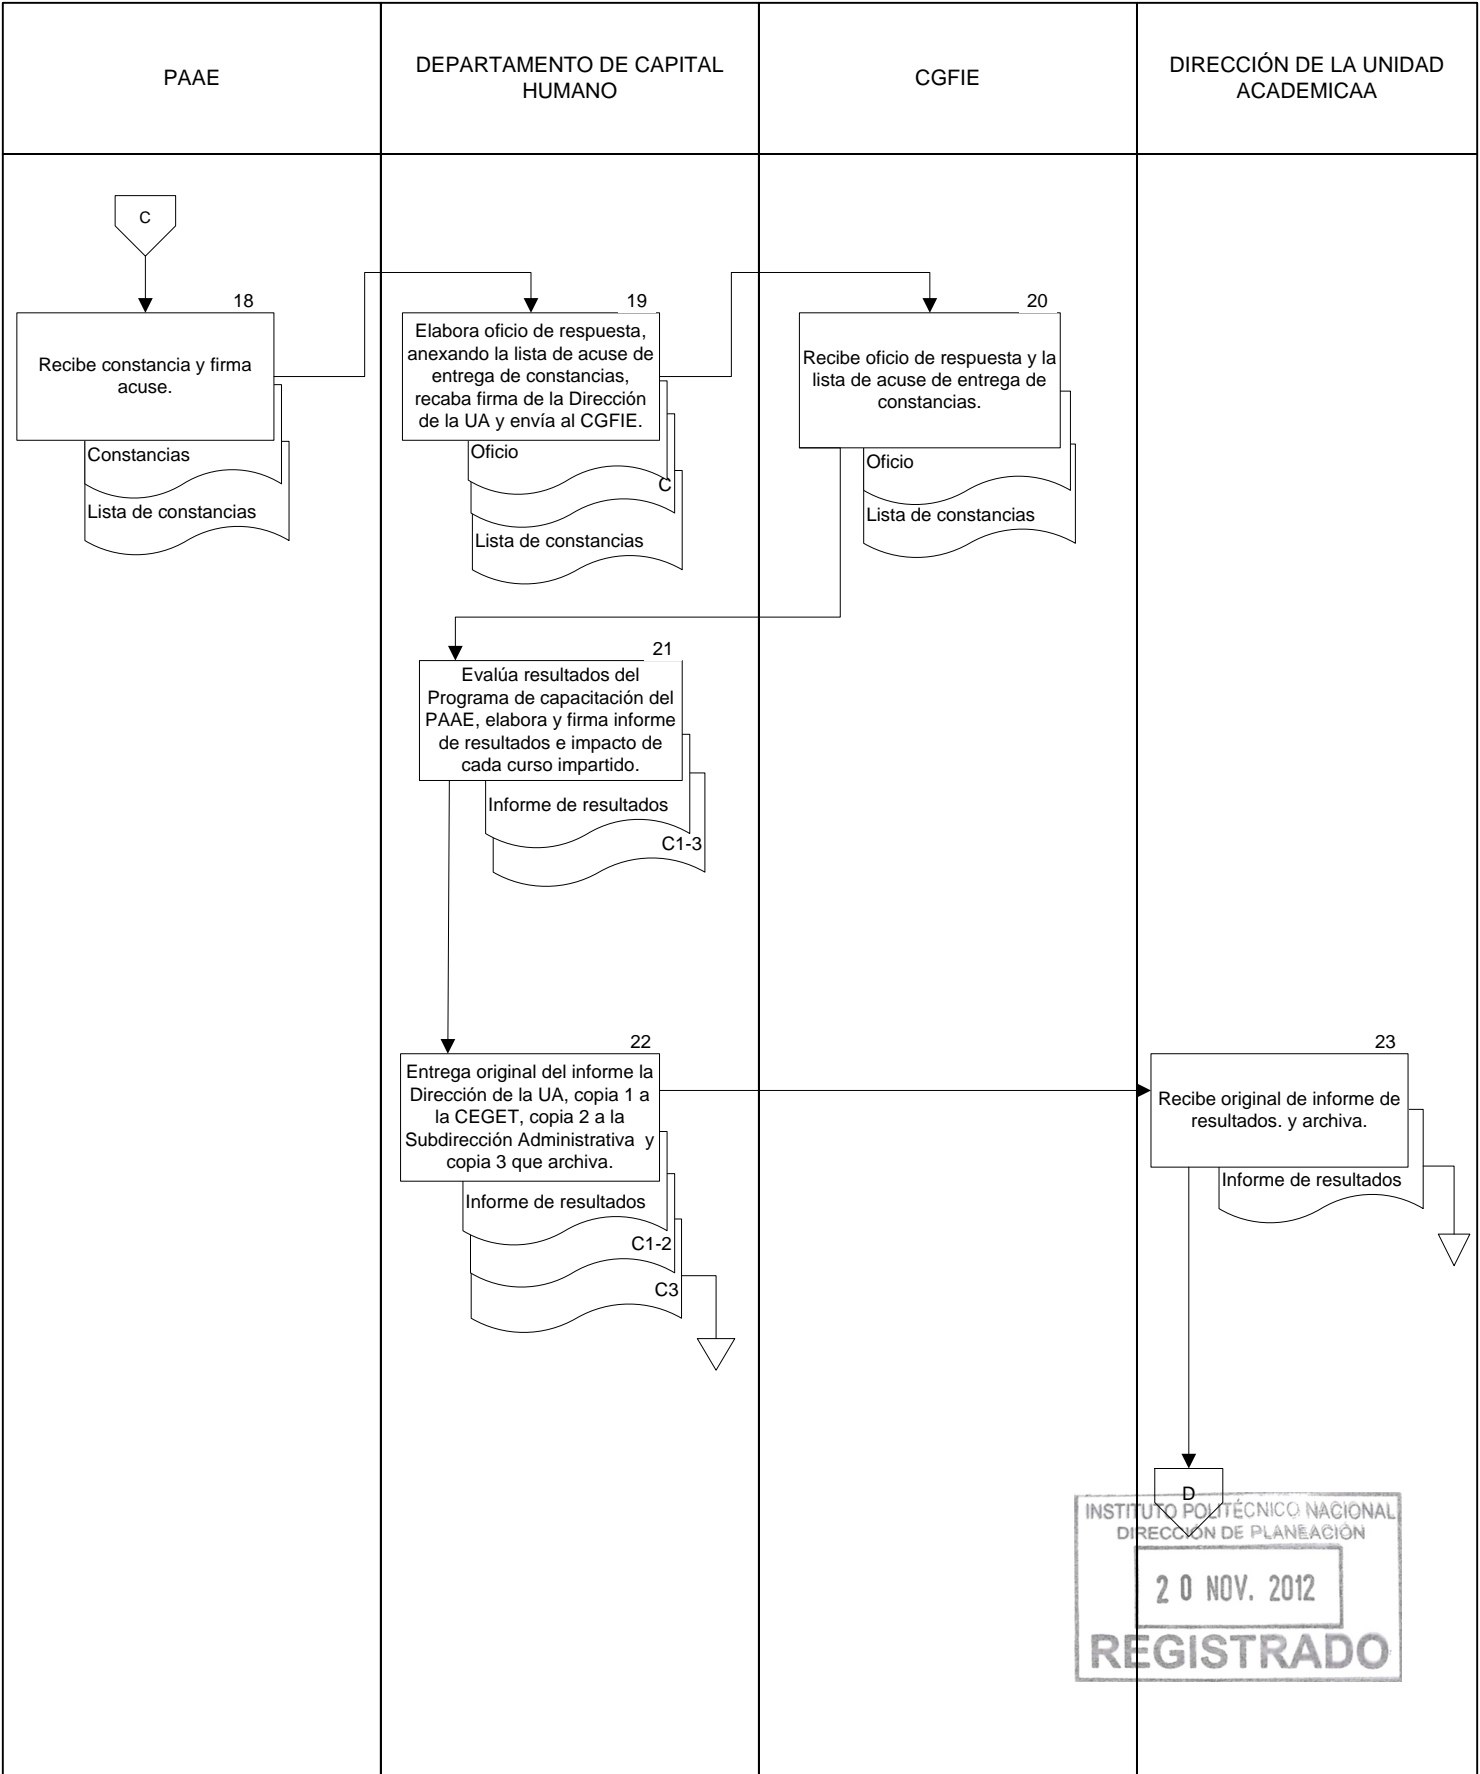 PAAE
DEPARTAMENTO DE CAPITAL
HUMANO
CGFIE
DIRECCIÓN DE LA UNIDAD
ACADEMICAA
C
18
Recibe constancia y firma
acuse.
Constancias
Lista de constancias
19
Elabora oficio de respuesta,
anexando la lista de acuse de
entrega de constancias,
recaba firma de la Dirección
de la UA y envía al CGFIE.
Oficio
C
Lista de constancias
20
Recibe oficio de respuesta y la
lista de acuse de entrega de
constancias.
Oficio
Lista de constancias
21
Evalúa resultados del
Programa de capacitación del
PAAE, elabora y firma informe
de resultados e impacto de
cada curso impartido.
Informe de resultados
C1-3
22
Entrega original del informe la
Dirección de la UA, copia 1 a
la CEGET, copia 2 a la
Subdirección Administrativa y
copia 3 que archiva.
Informe de resultados
C1-2
C3
23
Recibe original de informe de
resultados. y archiva.
Informe de resultados
D
INSTITUTO POLITÉCNICO NACIONAL
DIRECCIÓN DE PLANEACIÓN
20 NOV. 2012
REGISTRADO